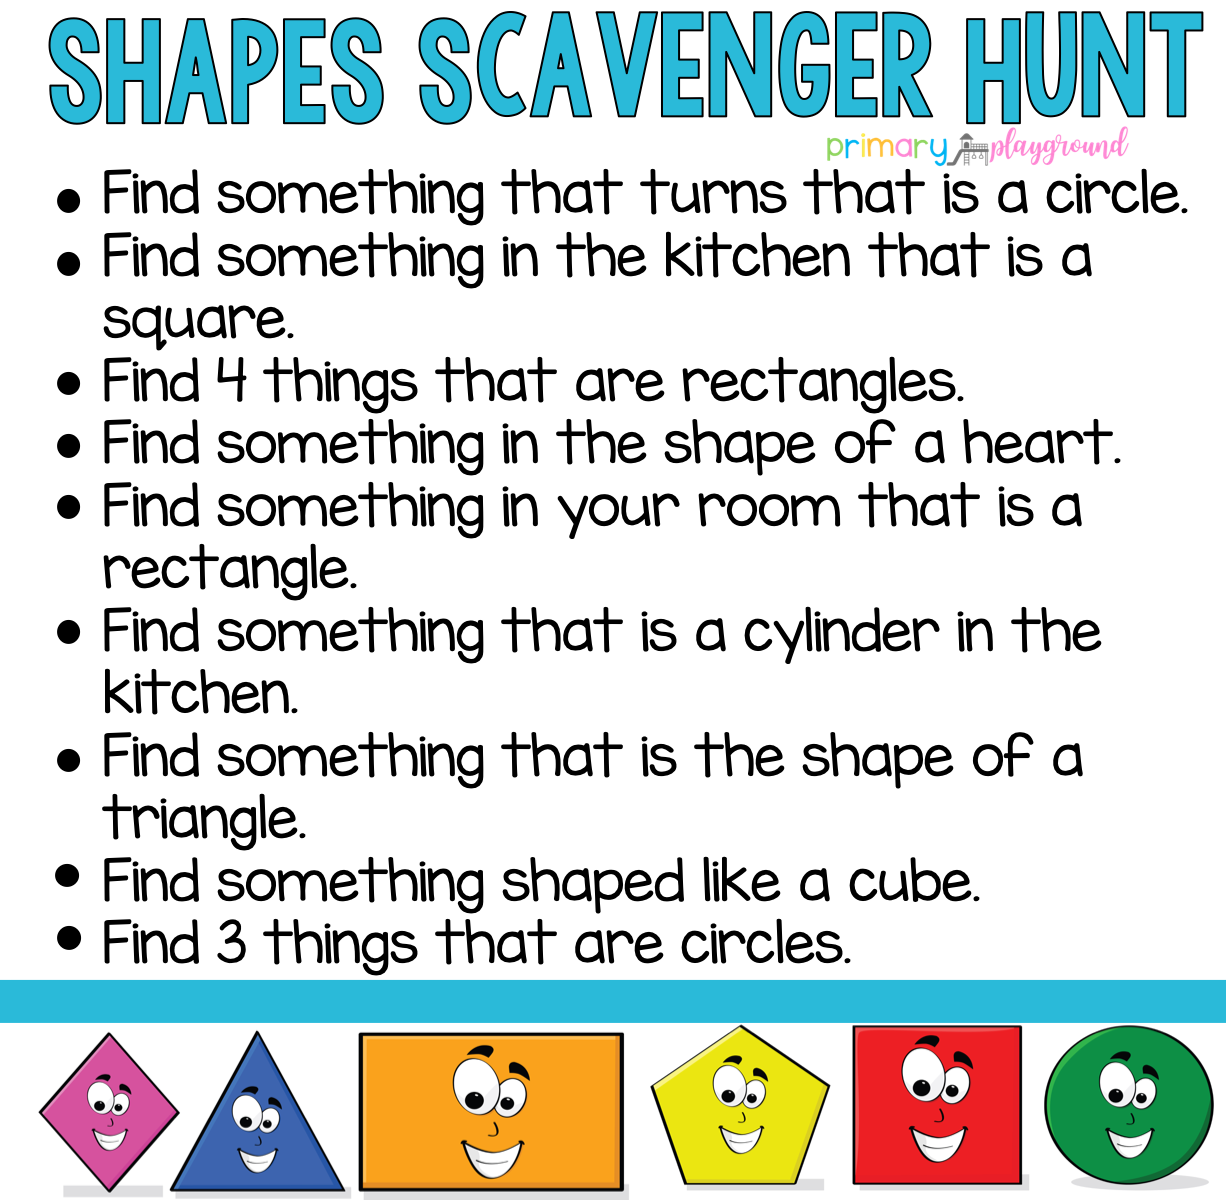 SHAPES SCAVENGER HUNT
primary playground
• Find something that turns that is a circle.
• Find something in the kitchen that is a
square.
• Find 4 things that are rectangles.
• Find something in the shape of a heart.
• Find something in your room that is a
rectangle.
• Find something that is a cylinder in the
kitchen.
• Find something that is the shape of a
triangle.
• Find something shaped like a cube.
• Find 3 things that are circles.